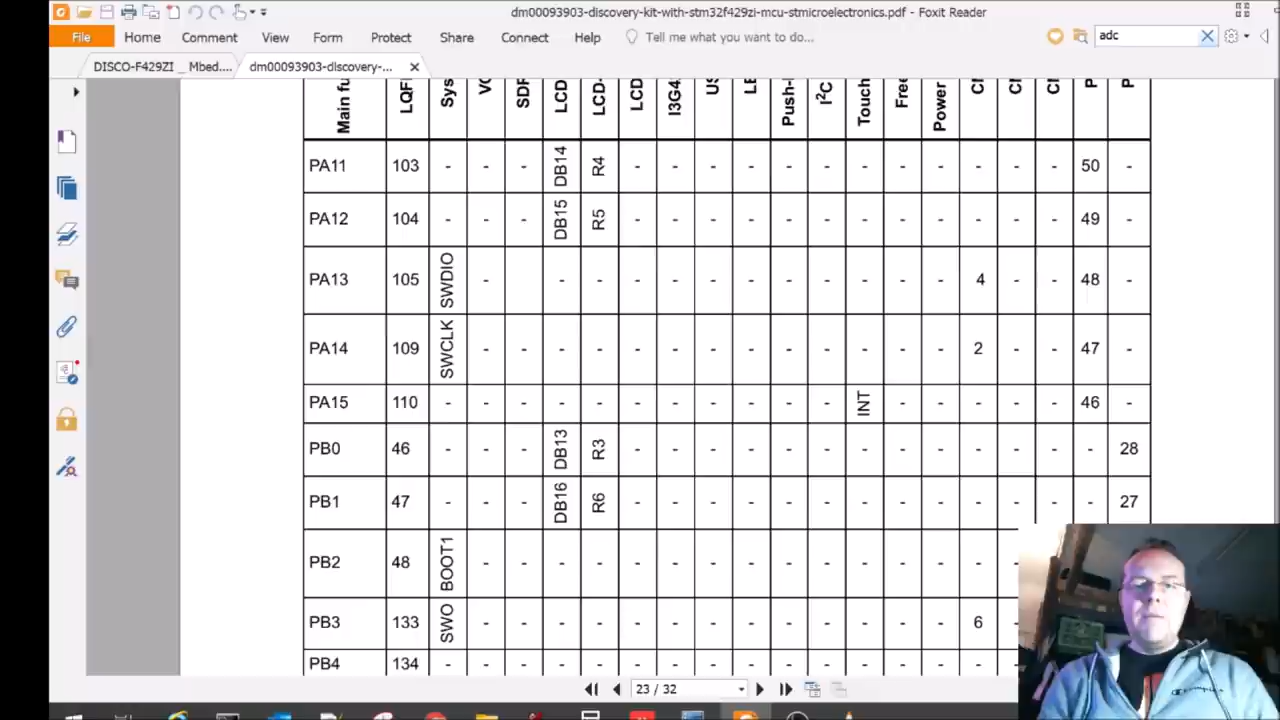 dm00093903-discovery-kit-with-stm32f429zi-mcu-stmicroelectronics.pdf - Foxit Reader
File Home Comment View Form Protect Share Connect Help Tell me what you want to do... adc
DISCO-F429ZI _ Mbed.... dm00093903-discovery-...
Main fu LQF Sys VC SDF LCD LCD- LCD I3G4 US LE Push- I2C Touch Free Power P P
PA11 103 - - - DB14 R4 - - - - - - - - - - - - 50 -
PA12 104 - - - DB15 R5 - - - - - - - - - - - - 49 -
PA13 105 SWDIO - - - - - - - - - - - - - 4 - - 48 -
PA14 109 SWCLK - - - - - - - - - - - - - 2 - - 47 -
PA15 110 - - - - - - - - - - - INT - - - - - 46 -
PB0 46 - - - DB13 R3 - - - - - - - - - - - - - 28
PB1 47 - - - DB16 R6 - - - - - - - - - - - - - 27
PB2 48 BOOT1 - - - - - - - - - - - - - -
PB3 133 SWO - - - - - - - - - - - - - 6
PB4 134 - - - - - - - - - - - - - - -
23 / 32